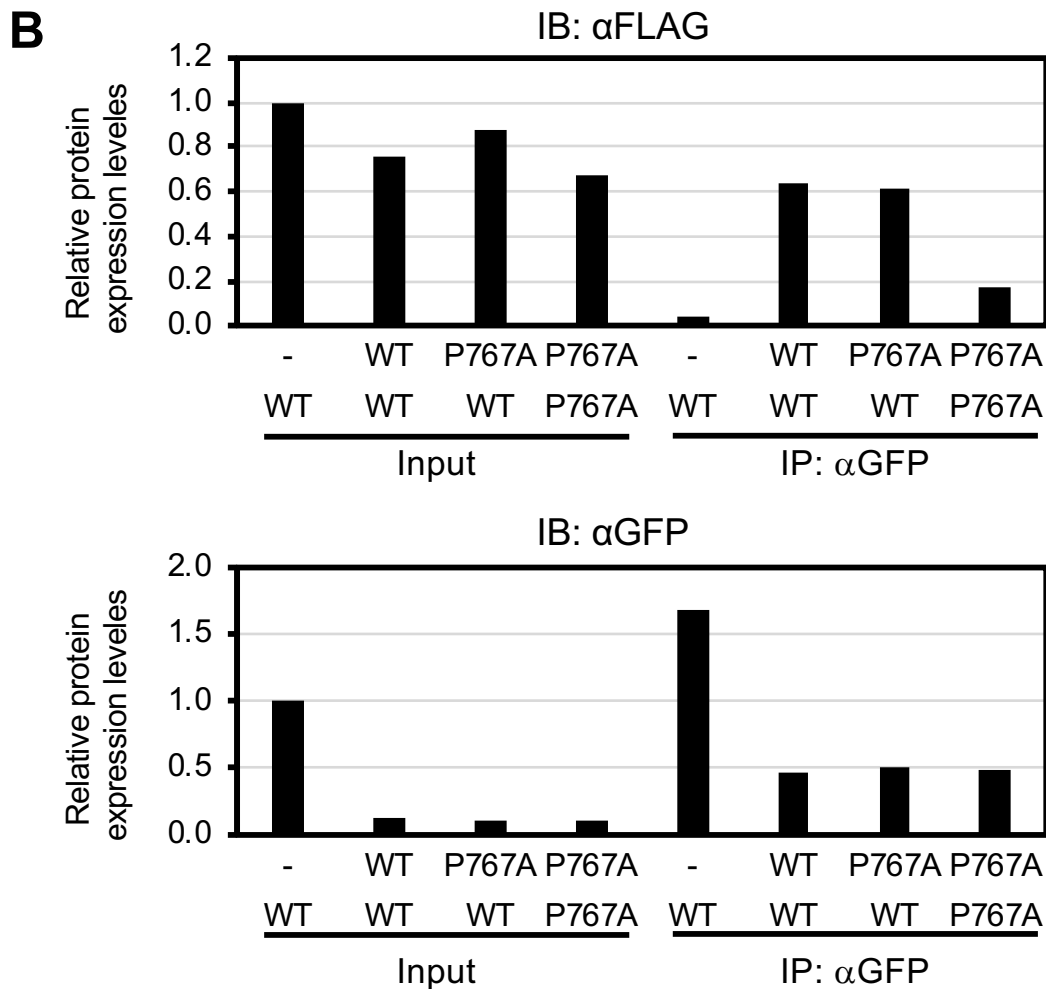 B
IB: αFLAG
Relative protein
expression leveles
1.2
1.0
0.8
0.6
0.4
0.2
0.0
- WT P767A P767A - WT P767A P767A
WT WT WT P767A WT WT WT P767A
Input IP: αGFP
IB: αGFP
Relative protein
expression leveles
2.0
1.5
1.0
0.5
0.0
- WT P767A P767A - WT P767A P767A
WT WT WT P767A WT WT WT P767A
Input IP: αGFP